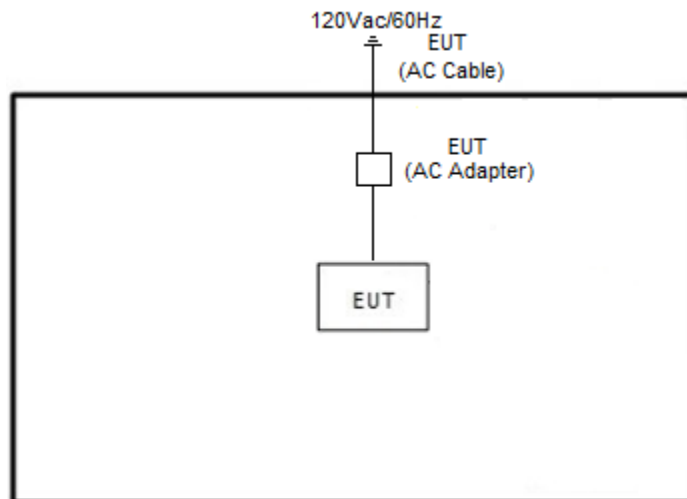 120Vac/60Hz
EUT
(AC Cable)
EUT
(AC Adapter)
EUT